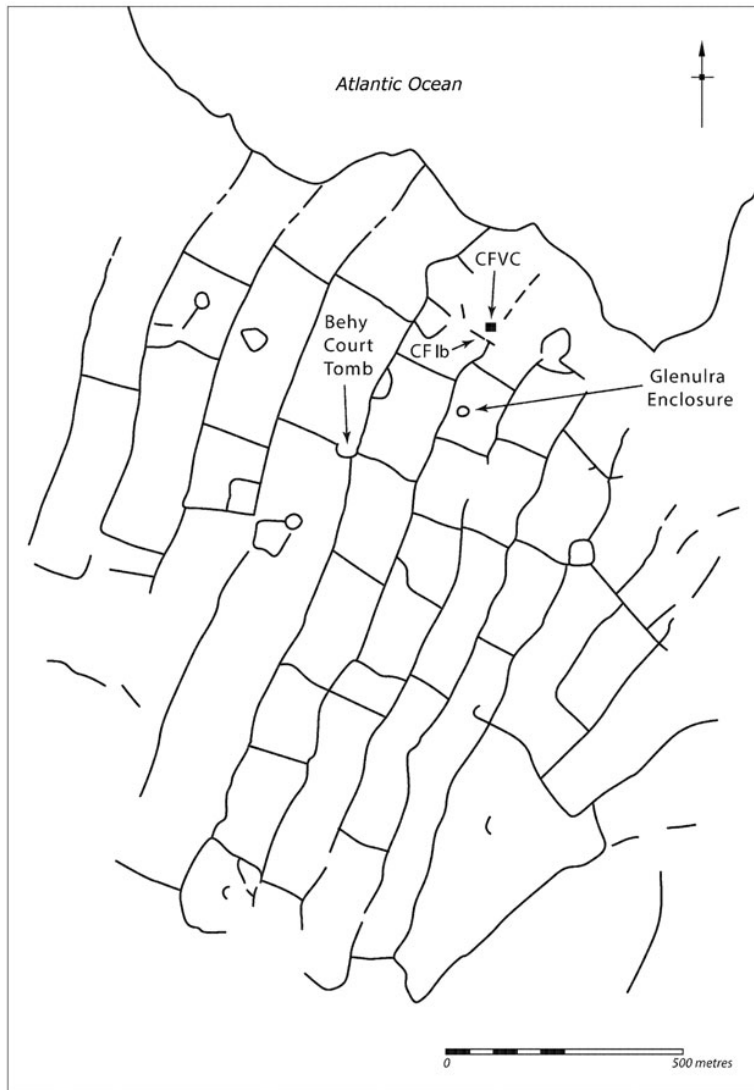 Atlantic Ocean
CFVC
Behy
Court
Tomb
CF Ib
Glenulra
Enclosure
0
500 metres